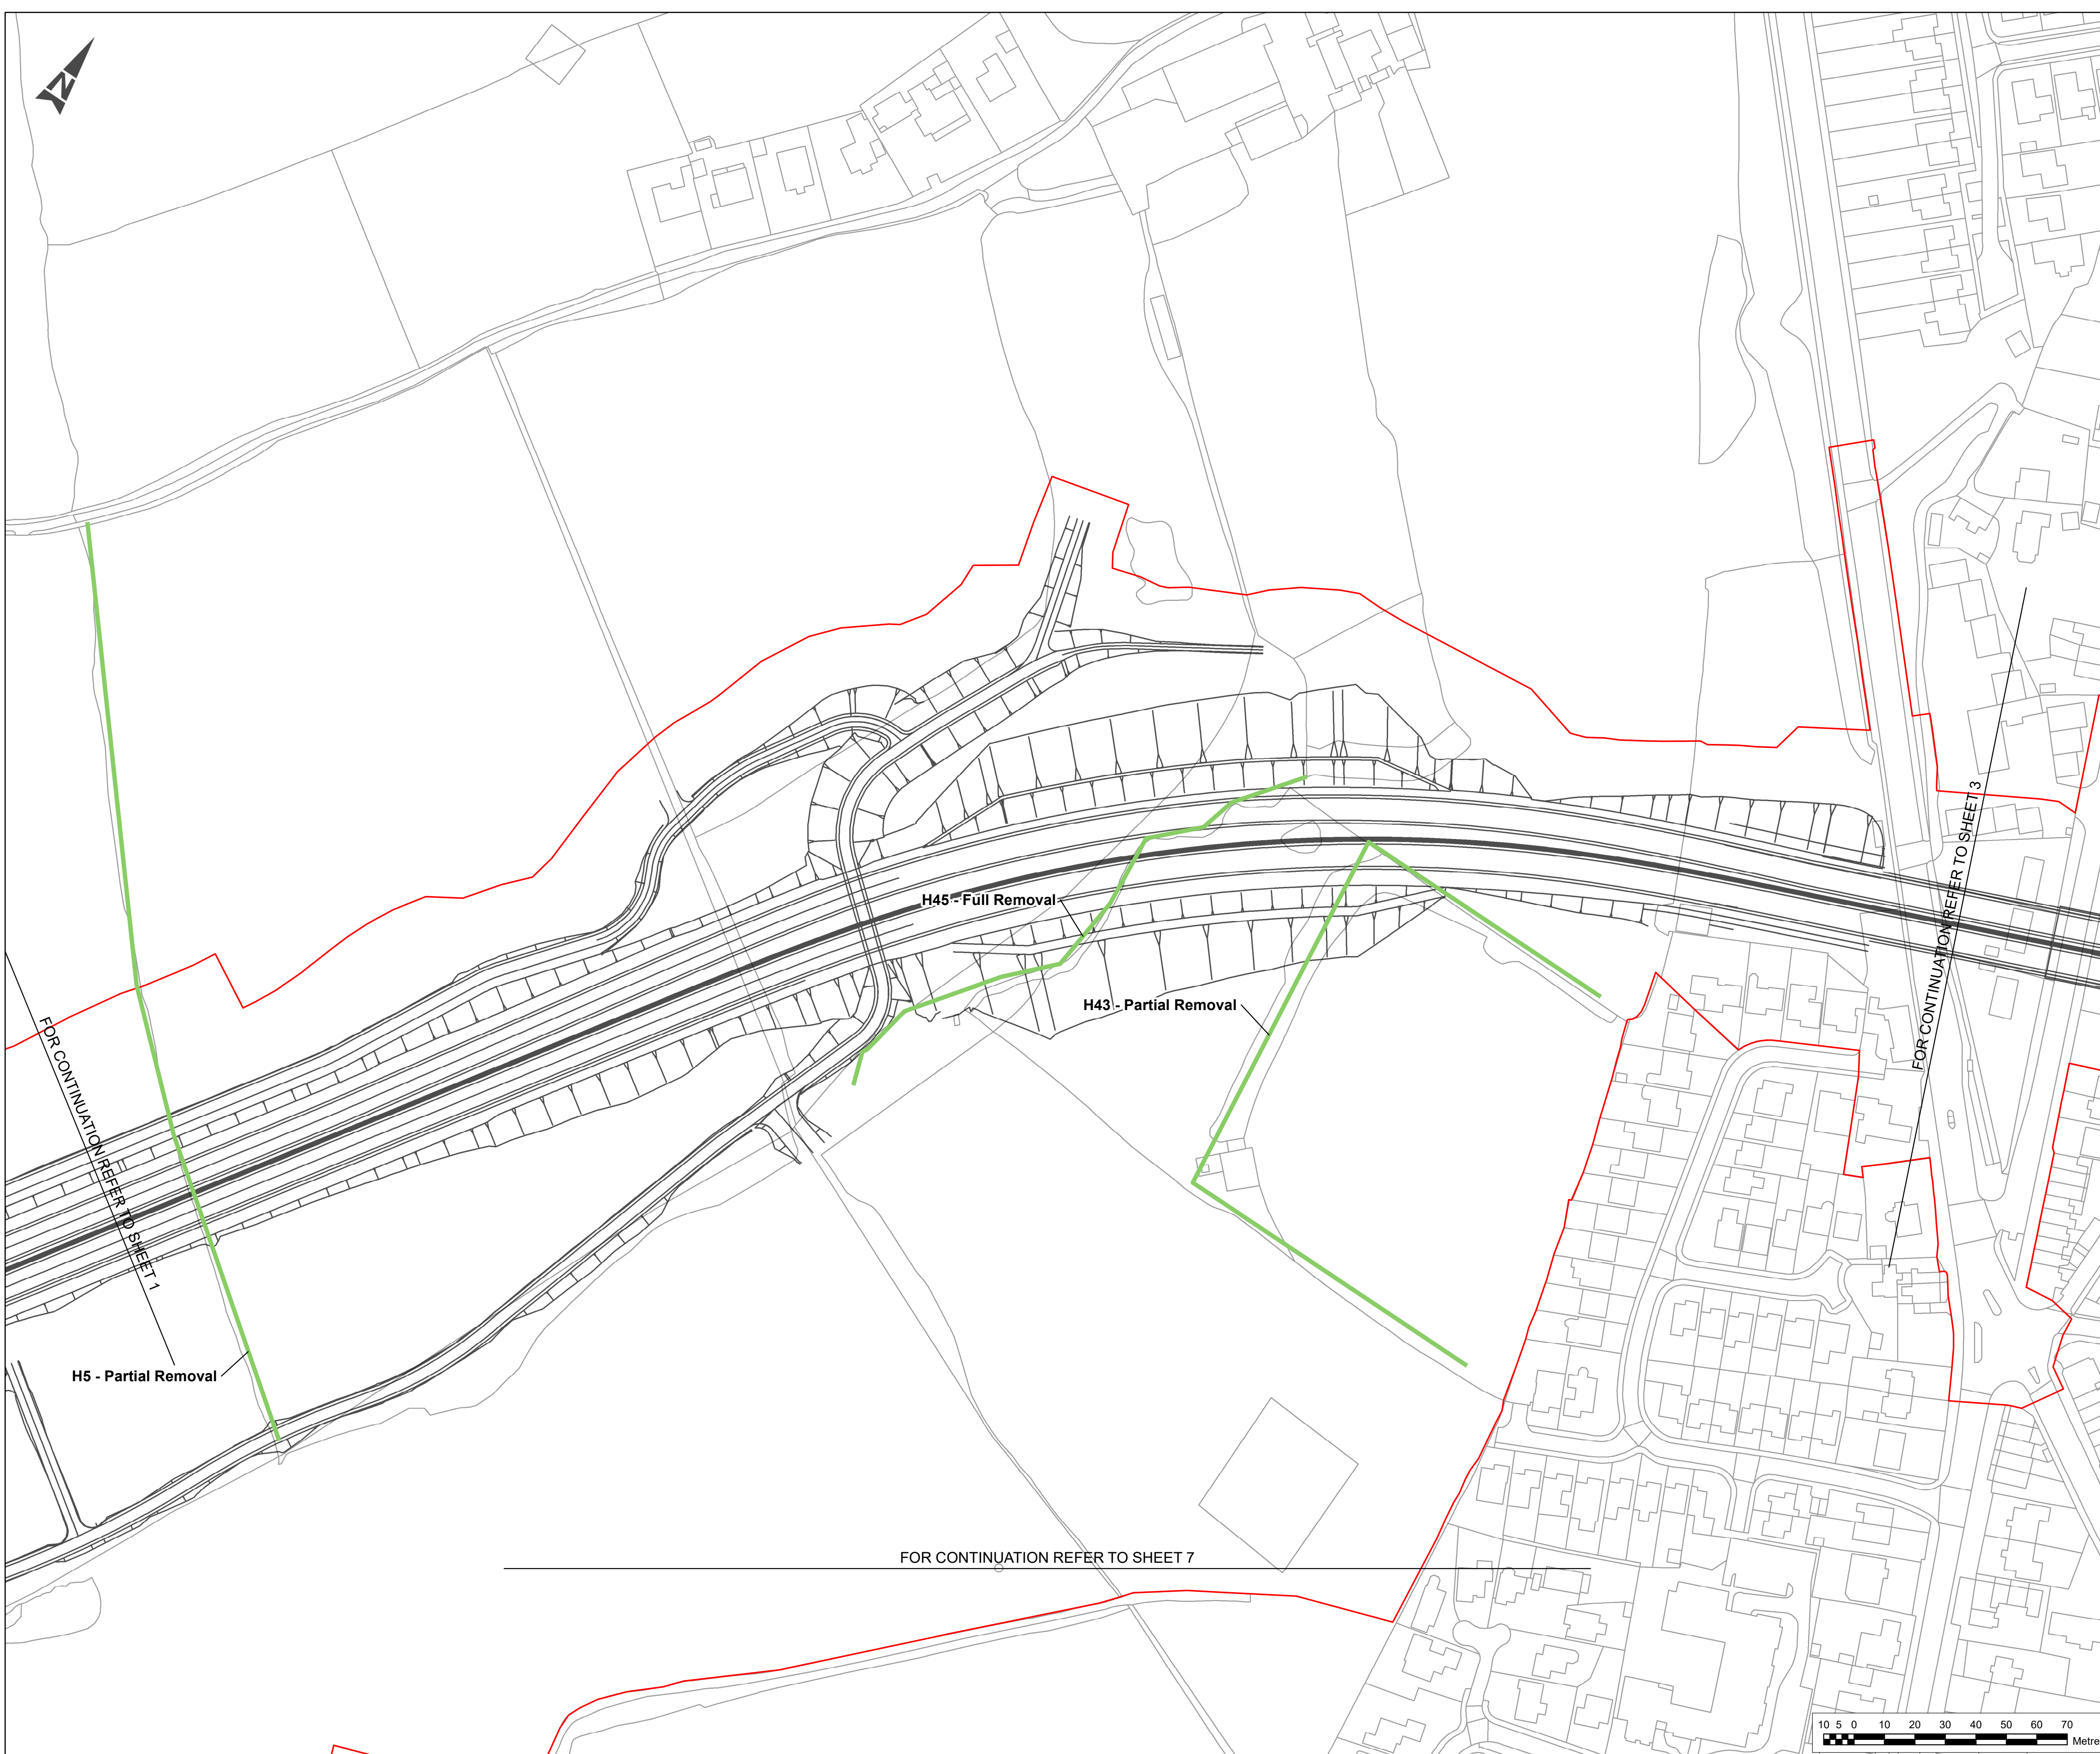 N
FOR CONTINUATION REFER TO SHEET 3
H45 - Full Removal
H43 - Partial Removal
FOR CONTINUATION REFER TO SHEET 1
H5 - Partial Removal
FOR CONTINUATION REFER TO SHEET 7
10 5 0 10 20 30 40 50 60 70